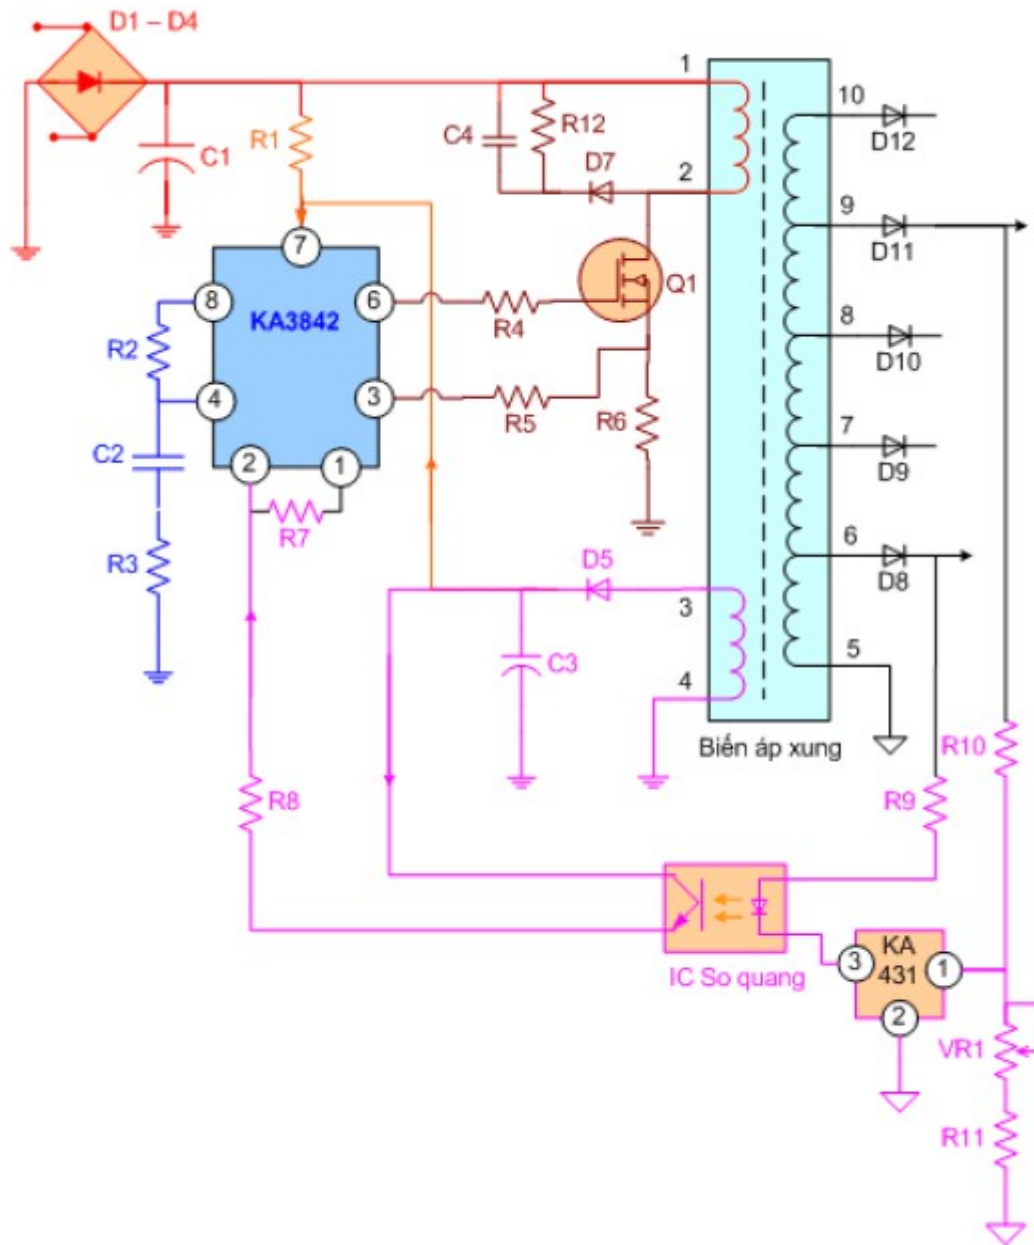 D1 – D4
1
10
R1
C1
C4
R12
D12
D7
2
9
7
D11
8
KA3842
6
Q1
R2
R4
8
D10
4
3
R5
R6
7
C2
2
1
D9
R7
6
R3
D5
D8
3
C3
5
4
Biến áp xung
R10
R8
R9
KA
431
3
1
IC So quang
2
VR1
R11